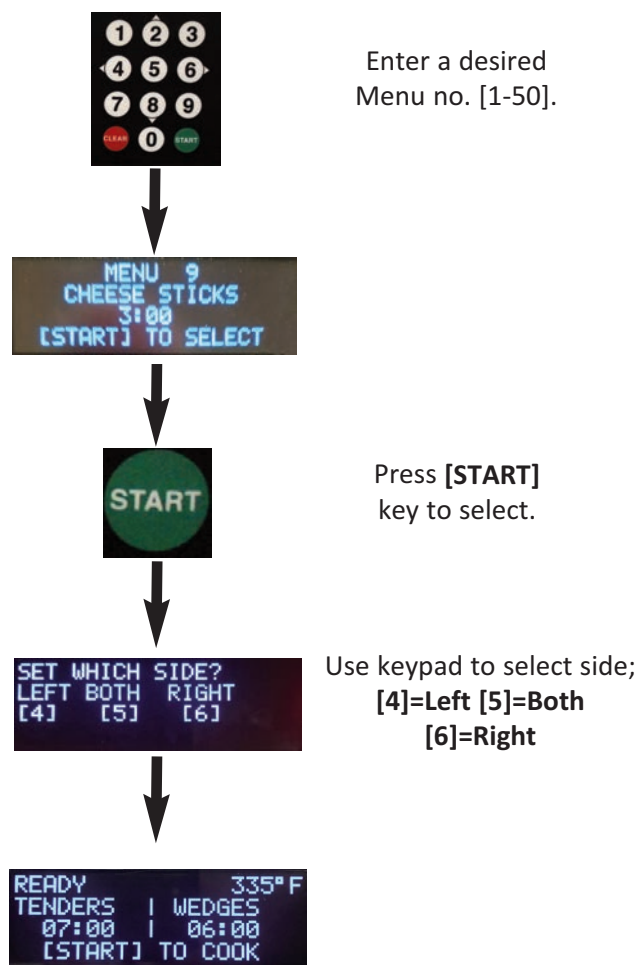 1 2 3
4 5 6
7 8 9
CLEAR 0 START
Enter a desired
Menu no. [1-50].
MENU 9
CHEESE STICKS
3:00
[START] TO SELECT
START
Press [START]
key to select.
SET WHICH SIDE?
LEFT BOTH RIGHT
[4] [5] [6]
Use keypad to select side;
[4]=Left [5]=Both
[6]=Right
READY 335°F
TENDERS | WEDGES
07:00 | 06:00
[START] TO COOK